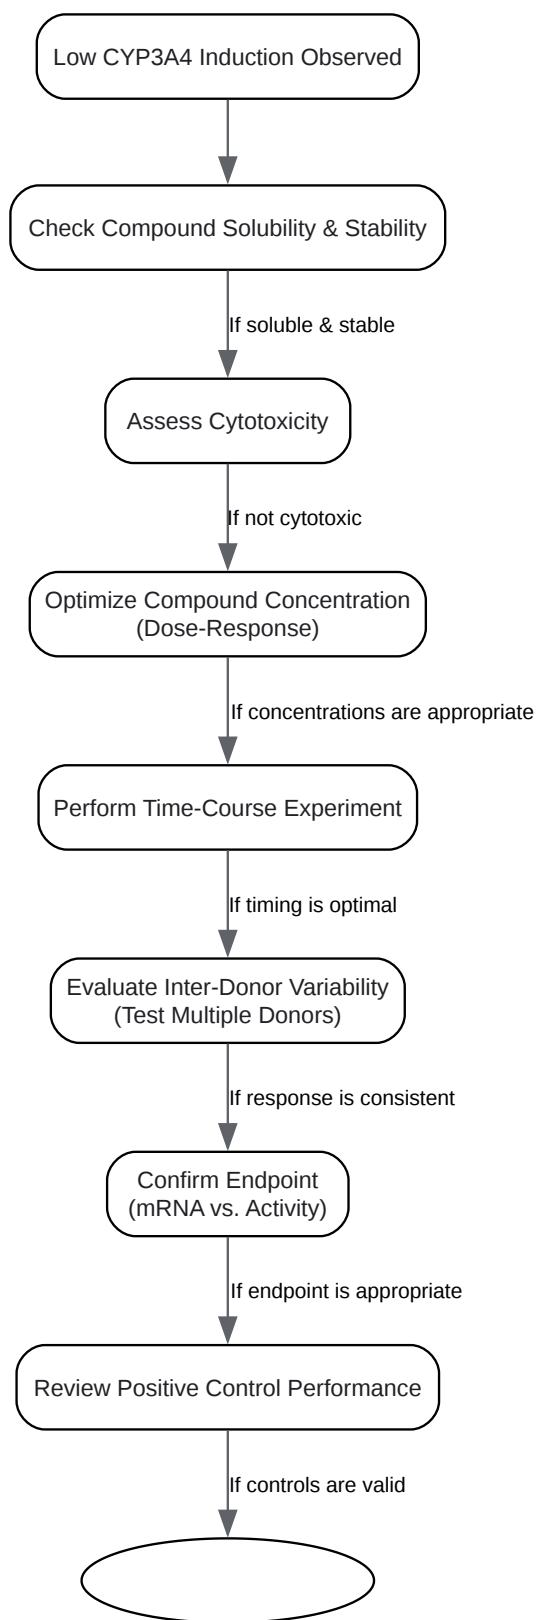 Low CYP3A4 Induction Observed
Check Compound Solubility & Stability
If soluble & stable
Assess Cytotoxicity
If not cytotoxic
Optimize Compound Concentration
(Dose-Response)
If concentrations are appropriate
Perform Time-Course Experiment
If timing is optimal
Evaluate Inter-Donor Variability
(Test Multiple Donors)
If response is consistent
Confirm Endpoint
(mRNA vs. Activity)
If endpoint is appropriate
Review Positive Control Performance
If controls are valid